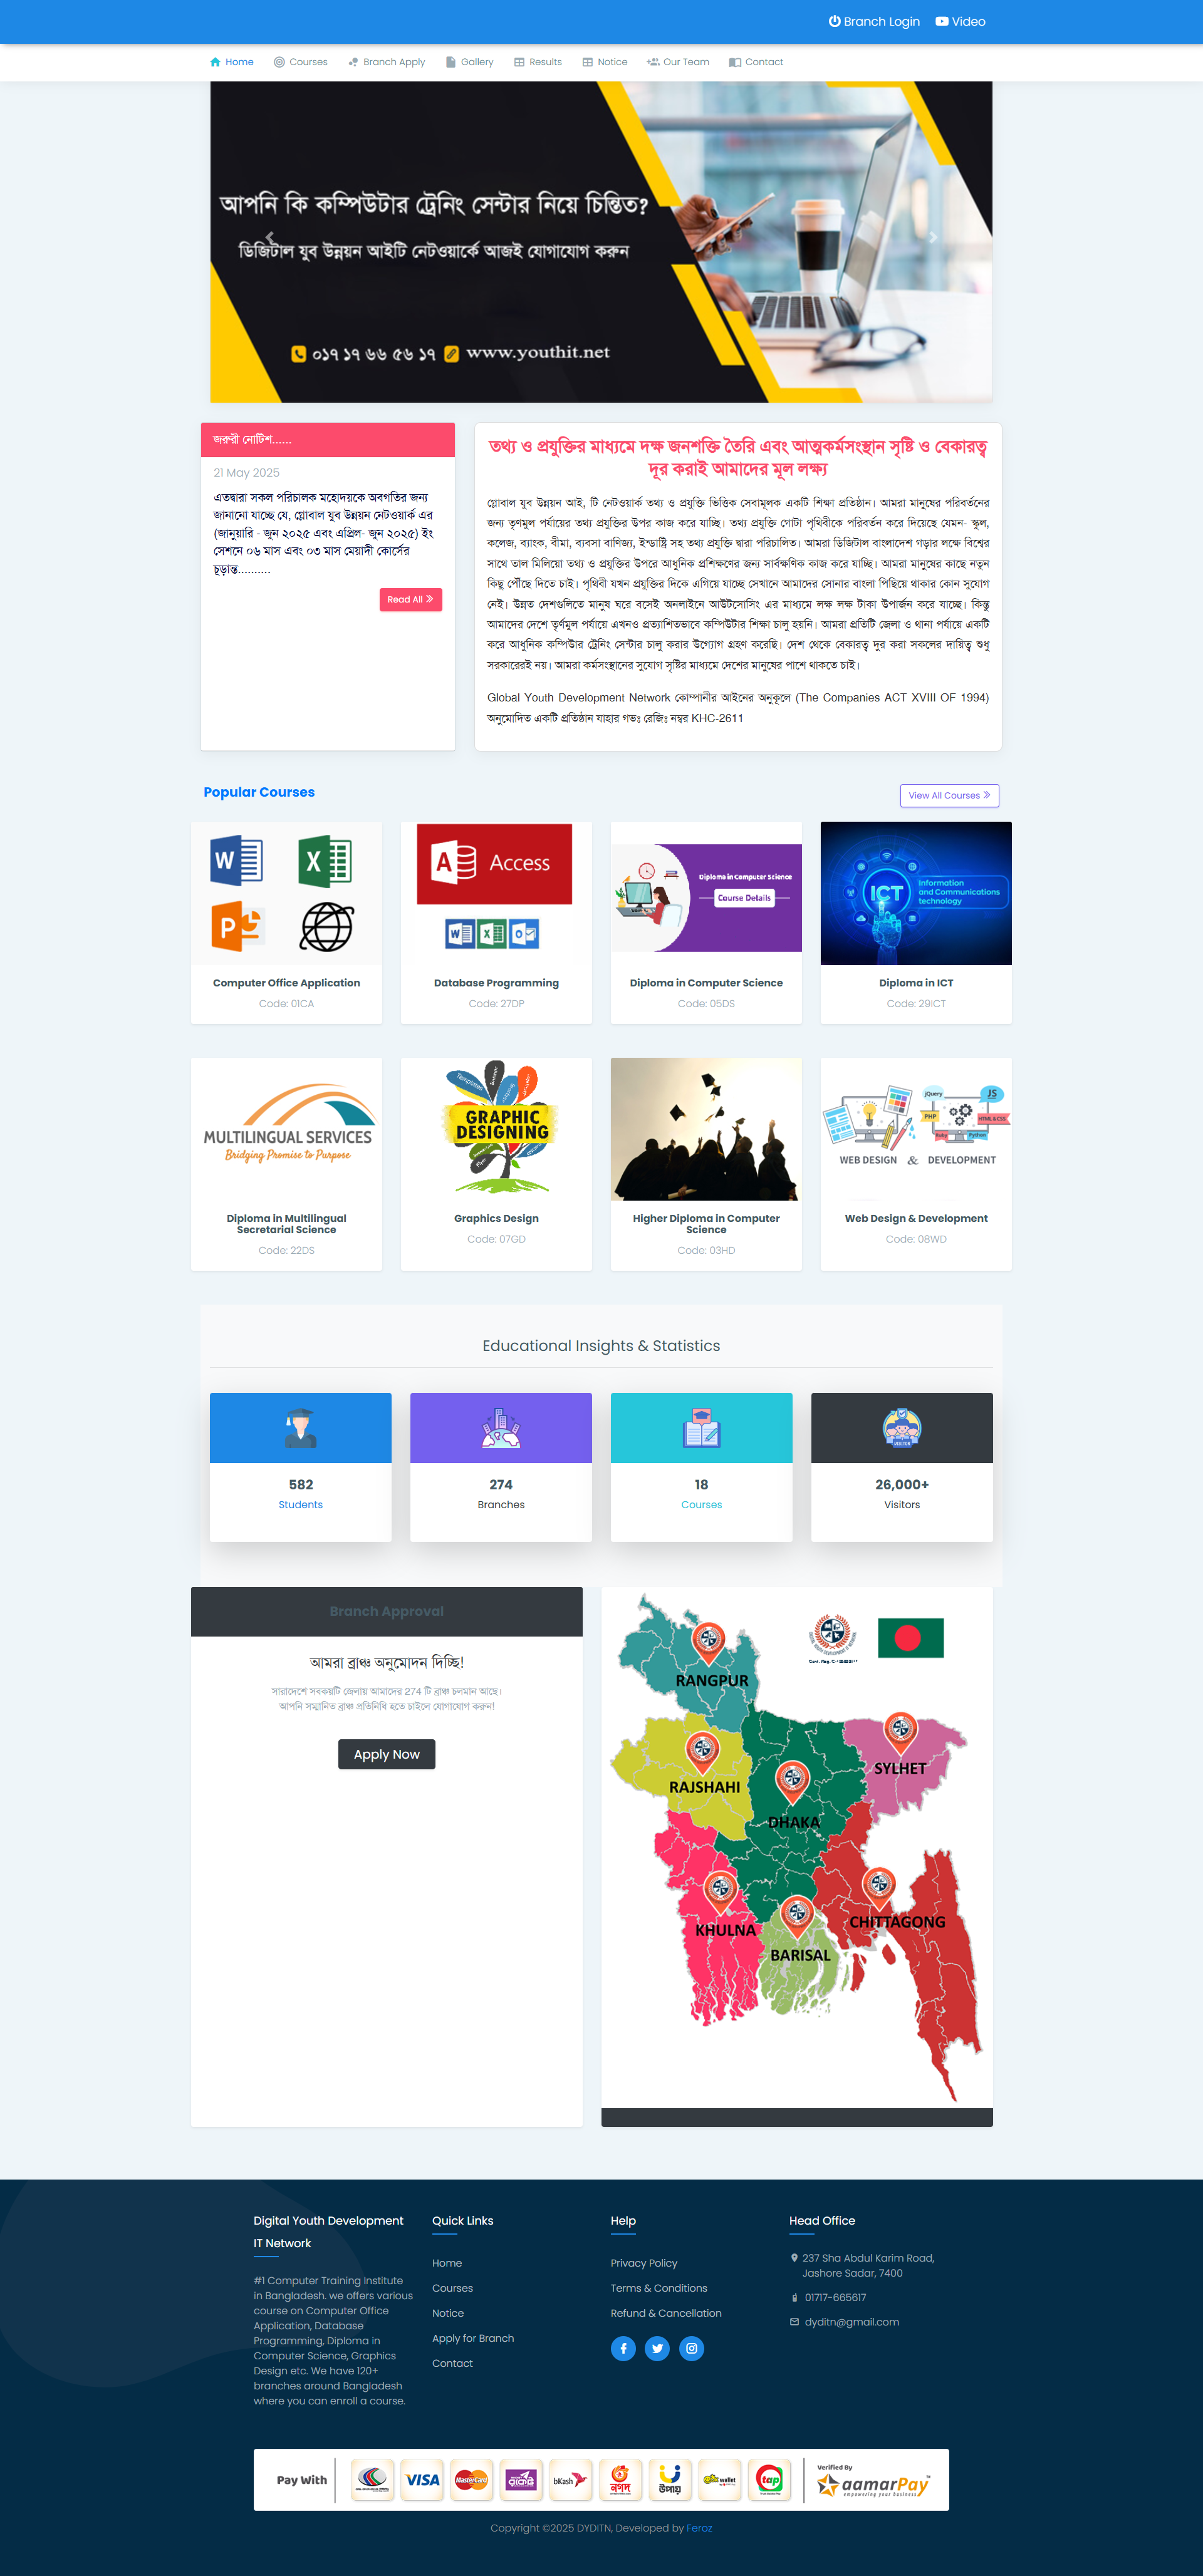 Branch Login Video
Home Courses Branch Apply Gallery Results Notice Our Team Contact
আপনি কি কম্পিউটার ট্রেনিং সেন্টার নিয়ে চিন্তিত?
ডিজিটাল যুব উন্নয়ন আইটি নেটওয়ার্কে আজই যোগাযোগ করুন
০১৭ ১৭ ৬৬ ৫৬ ১৭ www.youthit.net
জরুরী নোটিশ......
21 May 2025
এতদ্বারা সকল পরিচালক মহোদয়কে অবগতির জন্য
জানানো যাচ্ছে যে, গ্লোবাল যুব উন্নয়ন নেটওয়ার্ক এর
(জানুয়ারি - জুন ২০২৫ এবং এপ্রিল- জুন ২০২৫) ইং
সেশনে ০৬ মাস এবং ০৩ মাস মেয়াদী কোর্সের
চূড়ান্ত..........
Read All
তথ্য ও প্রযুক্তির মাধ্যমে দক্ষ জনশক্তি তৈরি এবং আত্মকর্মসংস্থান সৃষ্টি ও বেকারত্ব
দূর করাই আমাদের মূল লক্ষ্য
গ্লোবাল যুব উন্নয়ন আই, টি নেটওয়ার্ক তথ্য ও প্রযুক্তি ভিত্তিক সেবামূলক একটি শিক্ষা প্রতিষ্ঠান। আমরা মানুষের পরিবর্তনের
জন্য তৃণমুল পর্যায়ের তথ্য প্রযুক্তির উপর কাজ করে যাচ্ছি। তথ্য প্রযুক্তি গোটা পৃথিবীকে পরিবর্তন করে দিয়েছে যেমন- স্কুল,
কলেজ, ব্যাংক, বীমা, ব্যবসা বাণিজ্য, ইন্ডাস্ট্রি সহ তথ্য প্রযুক্তি দ্বারা পরিচালিত। আমরা ডিজিটাল বাংলাদেশ গড়ার লক্ষে বিশ্বের
সাথে তাল মিলিয়ো তথ্য ও প্রযুক্তির উপরে আধুনিক প্রশিক্ষণের জন্য সার্বক্ষণিক কাজ করে যাচ্ছি। আমরা মানুষের কাছে নতুন
কিছু পৌঁছে দিতে চাই। পৃথিবী যখন প্রযুক্তির দিকে এগিয়ে যাচ্ছে সেখানে আমাদের সোনার বাংলা পিছিয়ে থাকার কোন সুযোগ
নেই। উন্নত দেশগুলিতে মানুষ ঘরে বসেই অনলাইনে আউটসোসিং এর মাধ্যমে লক্ষ লক্ষ টাকা উপার্জন করে যাচ্ছে। কিন্তু
আমাদের দেশে তৃর্ণমুল পর্যায়ে এখনও প্রত্যাশিতভাবে কম্পিউটার শিক্ষা চালু হয়নি। আমরা প্রতিটি জেলা ও থানা পর্যায়ে একটি
করে আধুনিক কম্পিউার ট্রেনিং সেন্টার চালু করার উগ্যোগ গ্রহণ করেছি। দেশ থেকে বেকারত্ব দুর করা সকলের দায়িত্ব শুধু
সরকারেরই নয়। আমরা কর্মসংস্থানের সুযোগ সৃষ্টির মাধ্যমে দেশের মানুষের পাশে থাকতে চাই।
Global Youth Development Network কোম্পানীর আইনের অনুকূলে (The Companies ACT XVIII OF 1994)
অনুমোদিত একটি প্রতিষ্ঠান যাহার গভঃ রেজিঃ নম্বর KHC-2611
Popular Courses
View All Courses
Access
Diploma in Computer Science
Course Details
ICT Information
and Communications
technology
Computer Office Application
Code: 01CA
Database Programming
Code: 27DP
Diploma in Computer Science
Code: 05DS
Diploma in ICT
Code: 29ICT
MULTILINGUAL SERVICES
Bridging Promise to Purpose
GRAPHIC
DESIGNING
jQuery JS
PHP HTML & CSS
Ruby Python
WEB DESIGN & DEVELOPMENT
Diploma in Multilingual
Secretarial Science
Code: 22DS
Graphics Design
Code: 07GD
Higher Diploma in Computer
Science
Code: 03HD
Web Design & Development
Code: 08WD
Educational Insights & Statistics
582
Students
274
Branches
18
Courses
VISITOR
26,000+
Visitors
Branch Approval
আমরা ব্রাঞ্চ অনুমোদন দিচ্ছি!
সারাদেশে সবকয়টি জেলায় আমাদের 274 টি ব্রাঞ্চ চলমান আছে।
আপনি সম্মানিত ব্রাঞ্চ প্রতিনিধি হতে চাইলে যোগাযোগ করুন!
Apply Now
RANGPUR
SYLHET
RAJSHAHI
DHAKA
CHITTAGONG
KHULNA
BARISAL
Digital Youth Development
IT Network
#1 Computer Training Institute
in Bangladesh. we offers various
course on Computer Office
Application, Database
Programming, Diploma in
Computer Science, Graphics
Design etc. We have 120+
branches around Bangladesh
where you can enroll a course.
Quick Links
Home
Courses
Notice
Apply for Branch
Contact
Help
Privacy Policy
Terms & Conditions
Refund & Cancellation
Head Office
237 Sha Abdul Karim Road,
Jashore Sadar, 7400
01717-665617
dyditn@gmail.com
Pay With
VISA MasterCard রকেট bKash নগদ উপায় wallet tap
Verified By
aamarPay
empowering your business
Copyright ©2025 DYDITN, Developed by Feroz